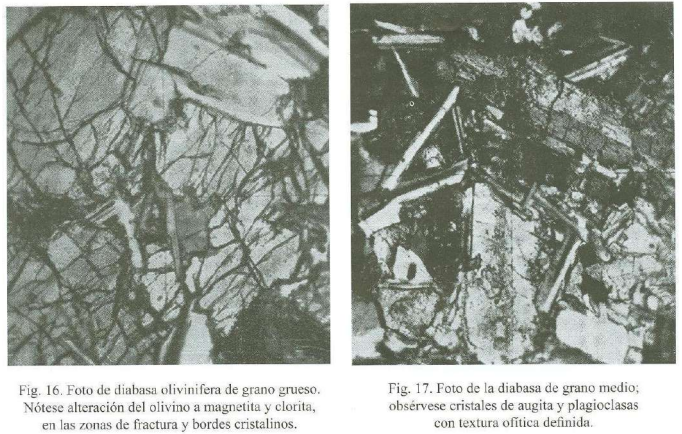 Fig. 16. Foto de diabasa olivinifera de grano grueso.
Nótese alteración del olivino a magnetita y clorita,
en las zonas de fractura y bordes cristalinos.
Fig. 17. Foto de la diabasa de grano medio;
obsérvese cristales de augita y plagioclasas
con textura ofítica definida.